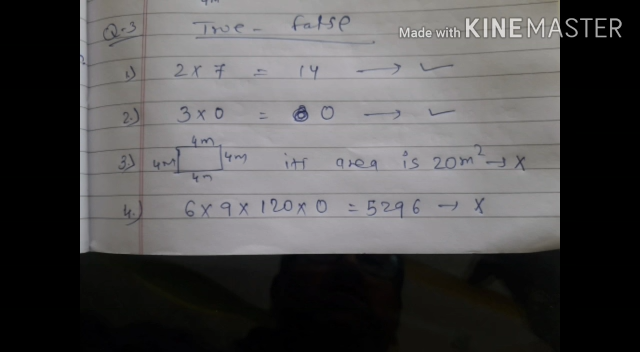 Made with KINEMASTER
Q-3 True - false
1) 2 x 7 = 14 → ✓
2.) 3 x 0 = 0 → ✓
4m
3.) 4m 4m its area is 20m² → x
4m
4.) 6 x 9 x 120 x 0 = 5296 → x